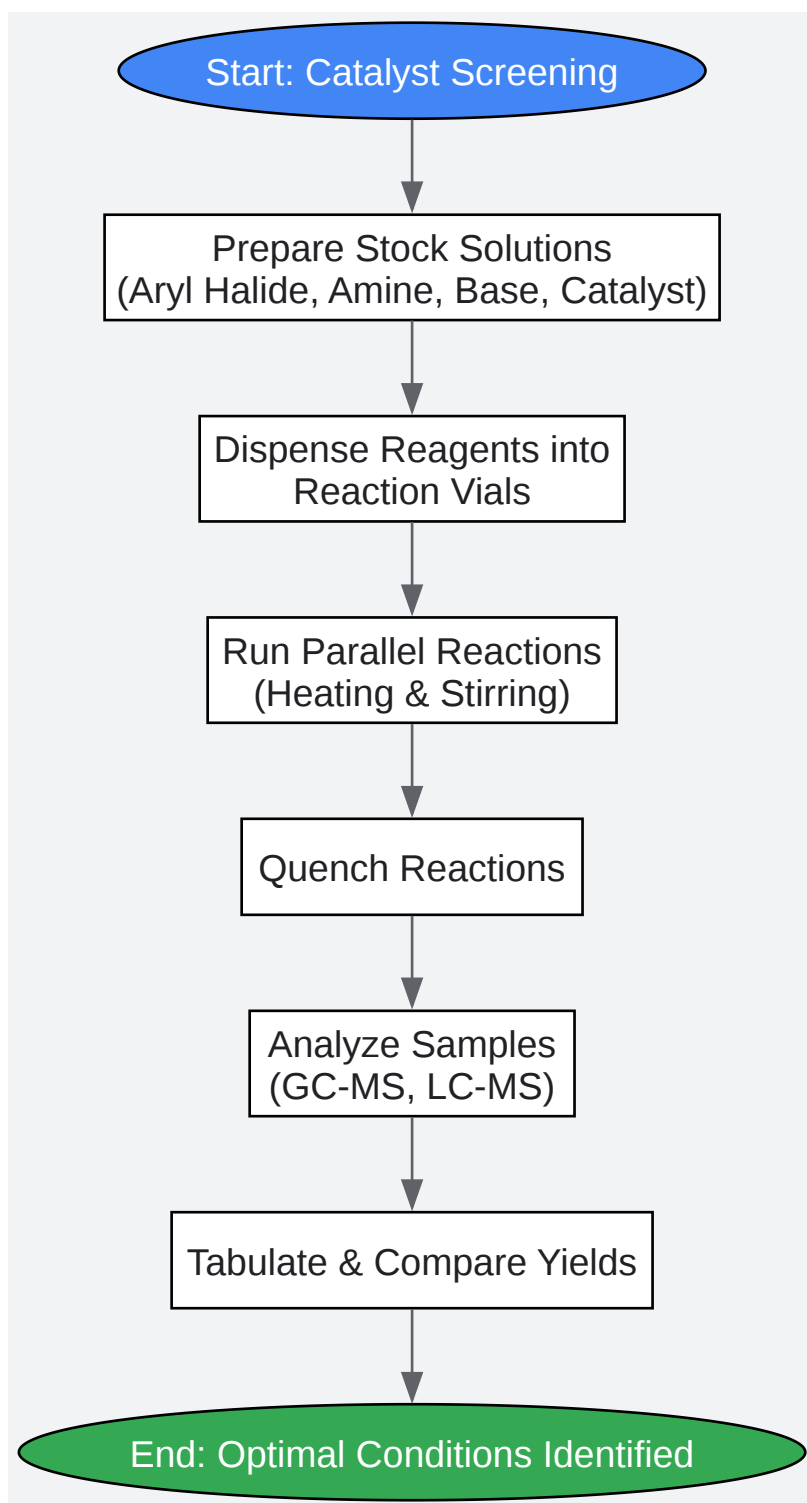 Start: Catalyst Screening
Prepare Stock Solutions
(Aryl Halide, Amine, Base, Catalyst)
Dispense Reagents into
Reaction Vials
Run Parallel Reactions
(Heating & Stirring)
Quench Reactions
Analyze Samples
(GC-MS, LC-MS)
Tabulate & Compare Yields
End: Optimal Conditions Identified